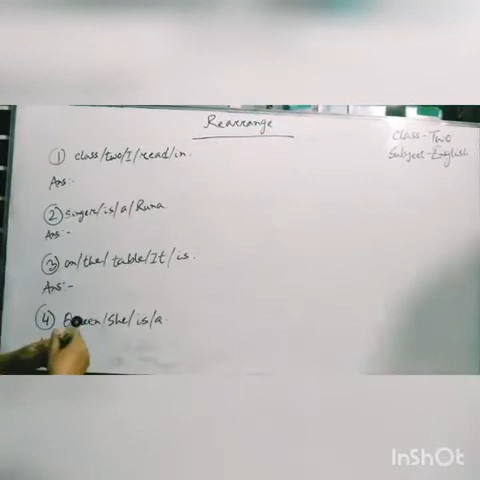 Rearrange
Class-Two
Subject-English
① class/two/I/read/in.
Ans:-
② singer/is/a/Runa
Ans:-
③ on/the/table/It/is.
Ans:-
④ Queen/She/is/a.
InShOt